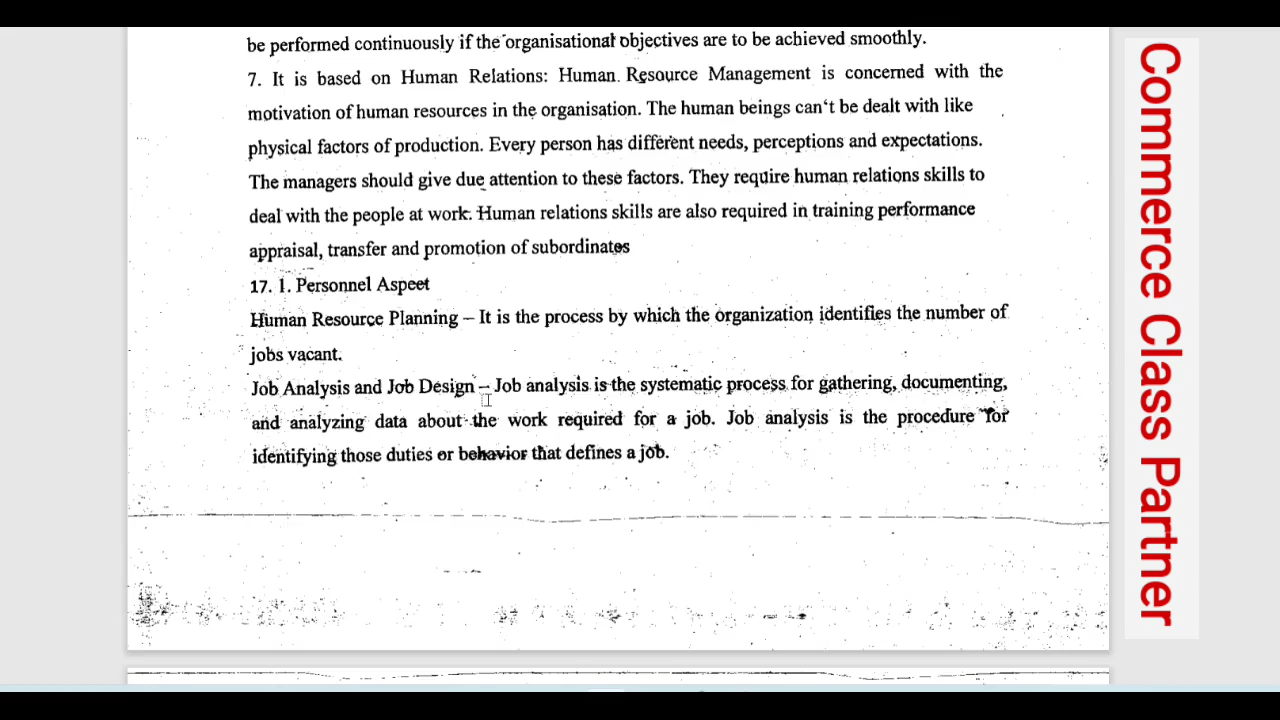 be performed continuously if the organisational objectives are to be achieved smoothly.
7. It is based on Human Relations: Human Resource Management is concerned with the
motivation of human resources in the organisation. The human beings can't be dealt with like
physical factors of production. Every person has different needs, perceptions and expectations.
The managers should give due attention to these factors. They require human relations skills to
deal with the people at work. Human relations skills are also required in training performance
appraisal, transfer and promotion of subordinates
17. 1. Personnel Aspect
Human Resource Planning – It is the process by which the organization identifies the number of
jobs vacant.
Job Analysis and Job Design – Job analysis is the systematic process for gathering, documenting,
and analyzing data about the work required for a job. Job analysis is the procedure for
identifying those duties or behavior that defines a job.
Commerce Class Partner